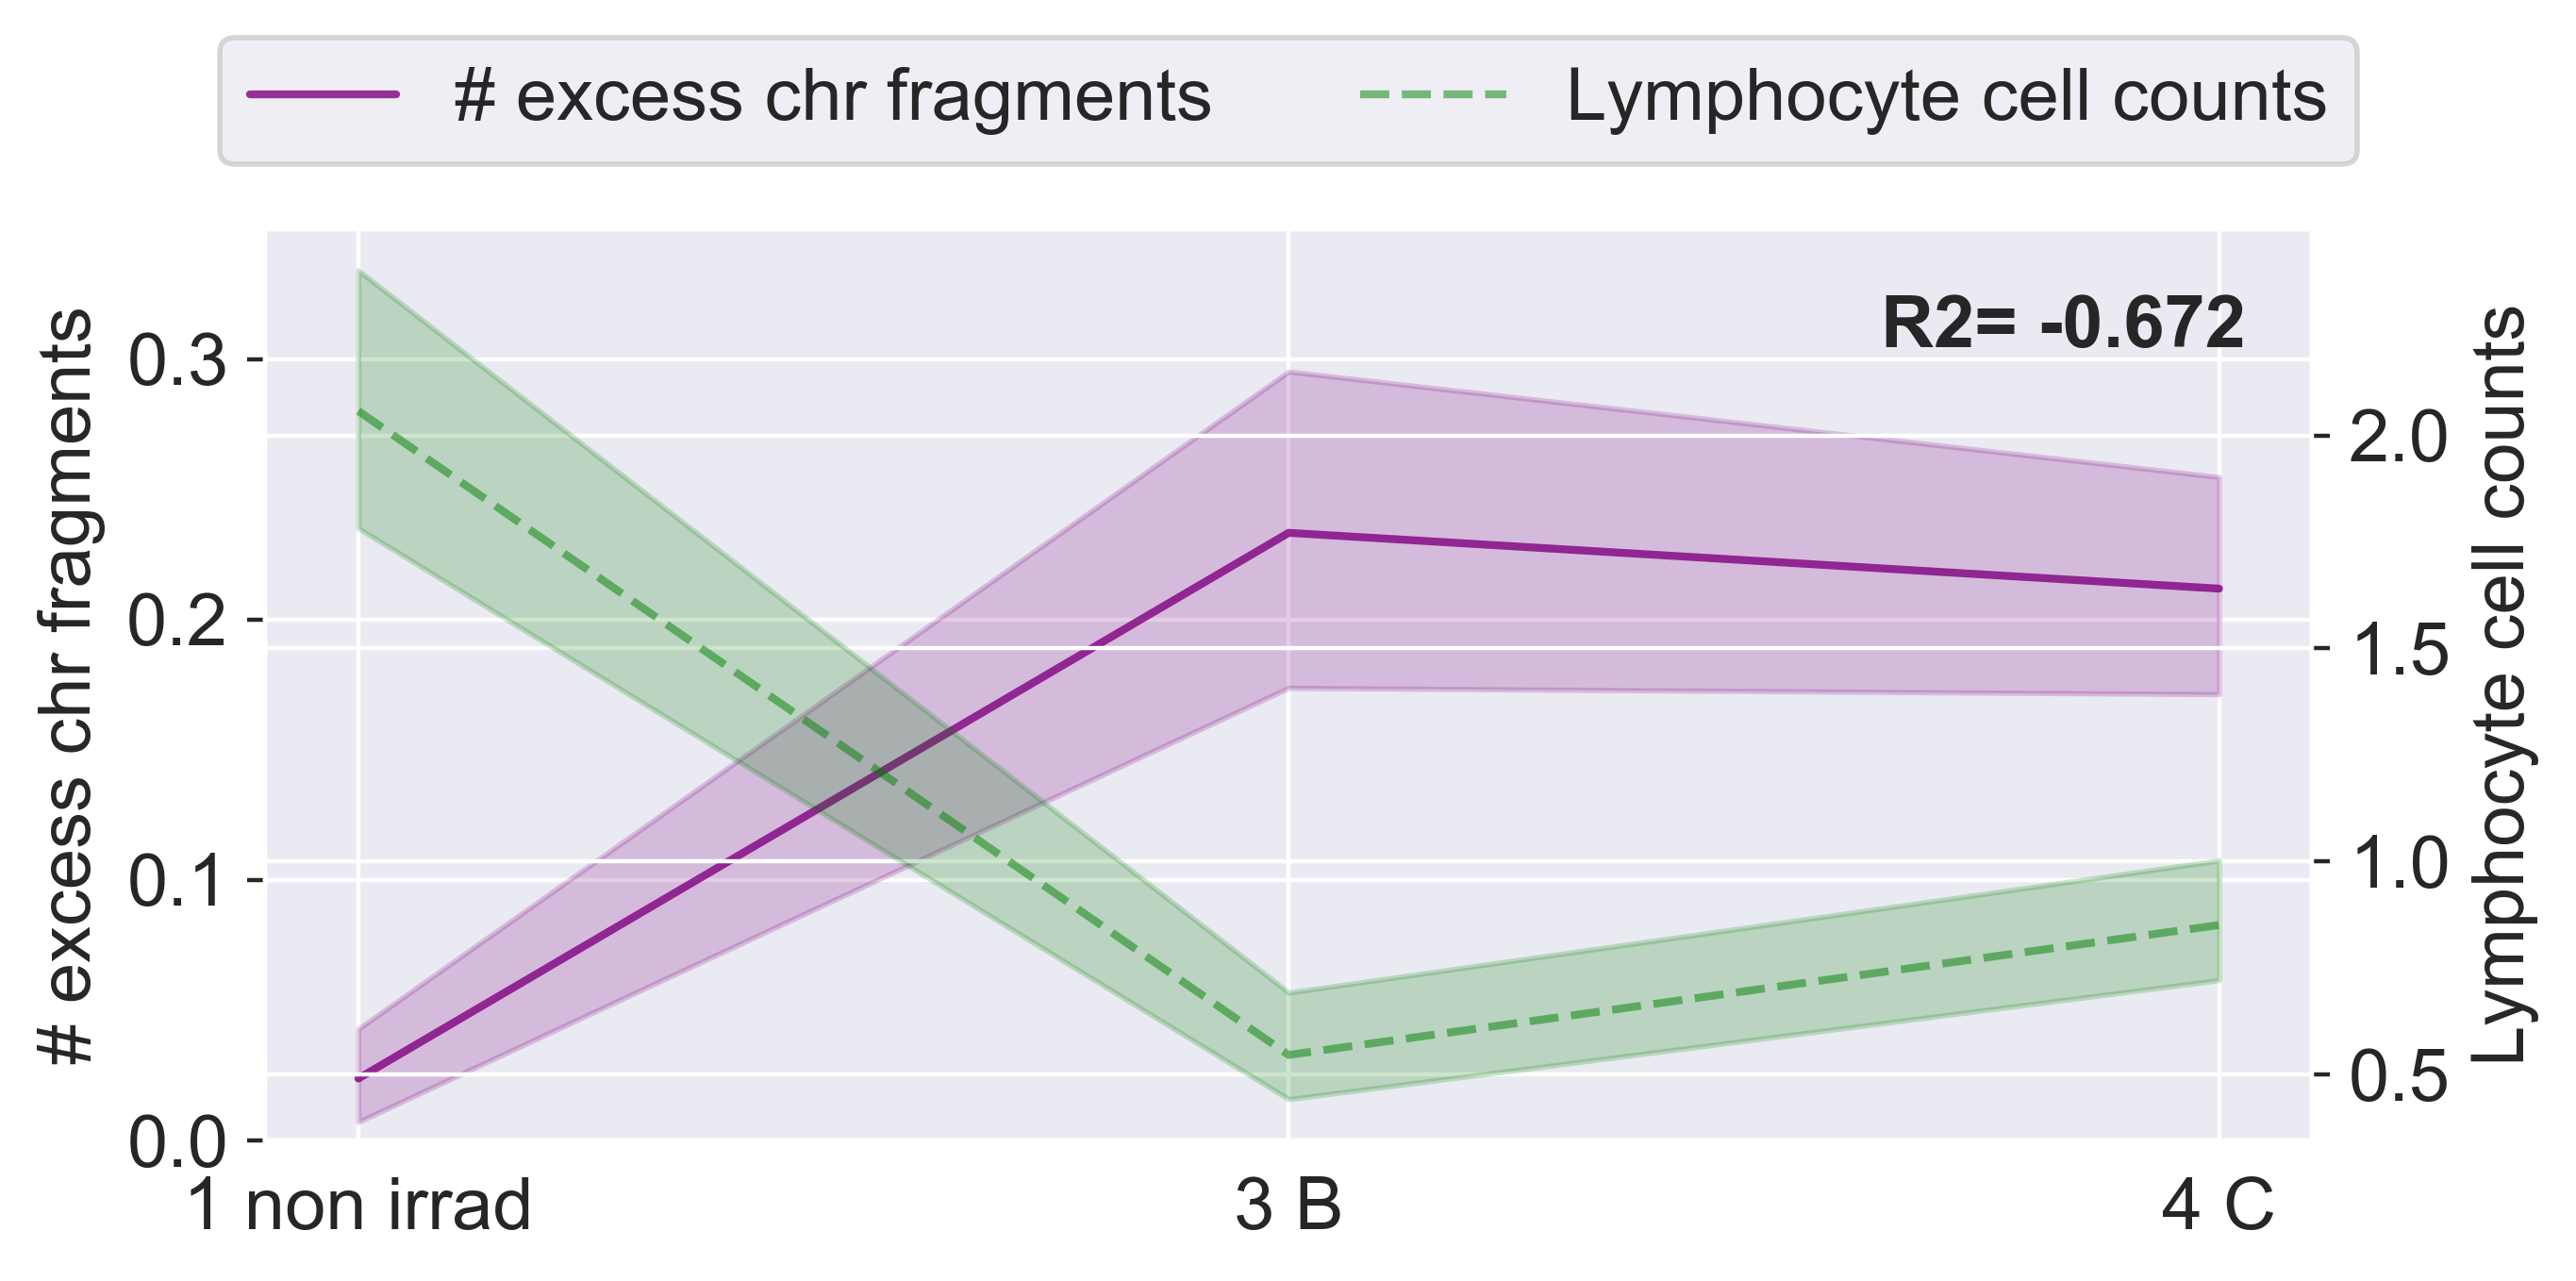 # excess chr fragments
Lymphocyte cell counts
R2= -0.672
# excess chr fragments
0.3
0.2
0.1
0.0
2.0
1.5
1.0
0.5
Lymphocyte cell counts
1 non irrad
3 B
4 C